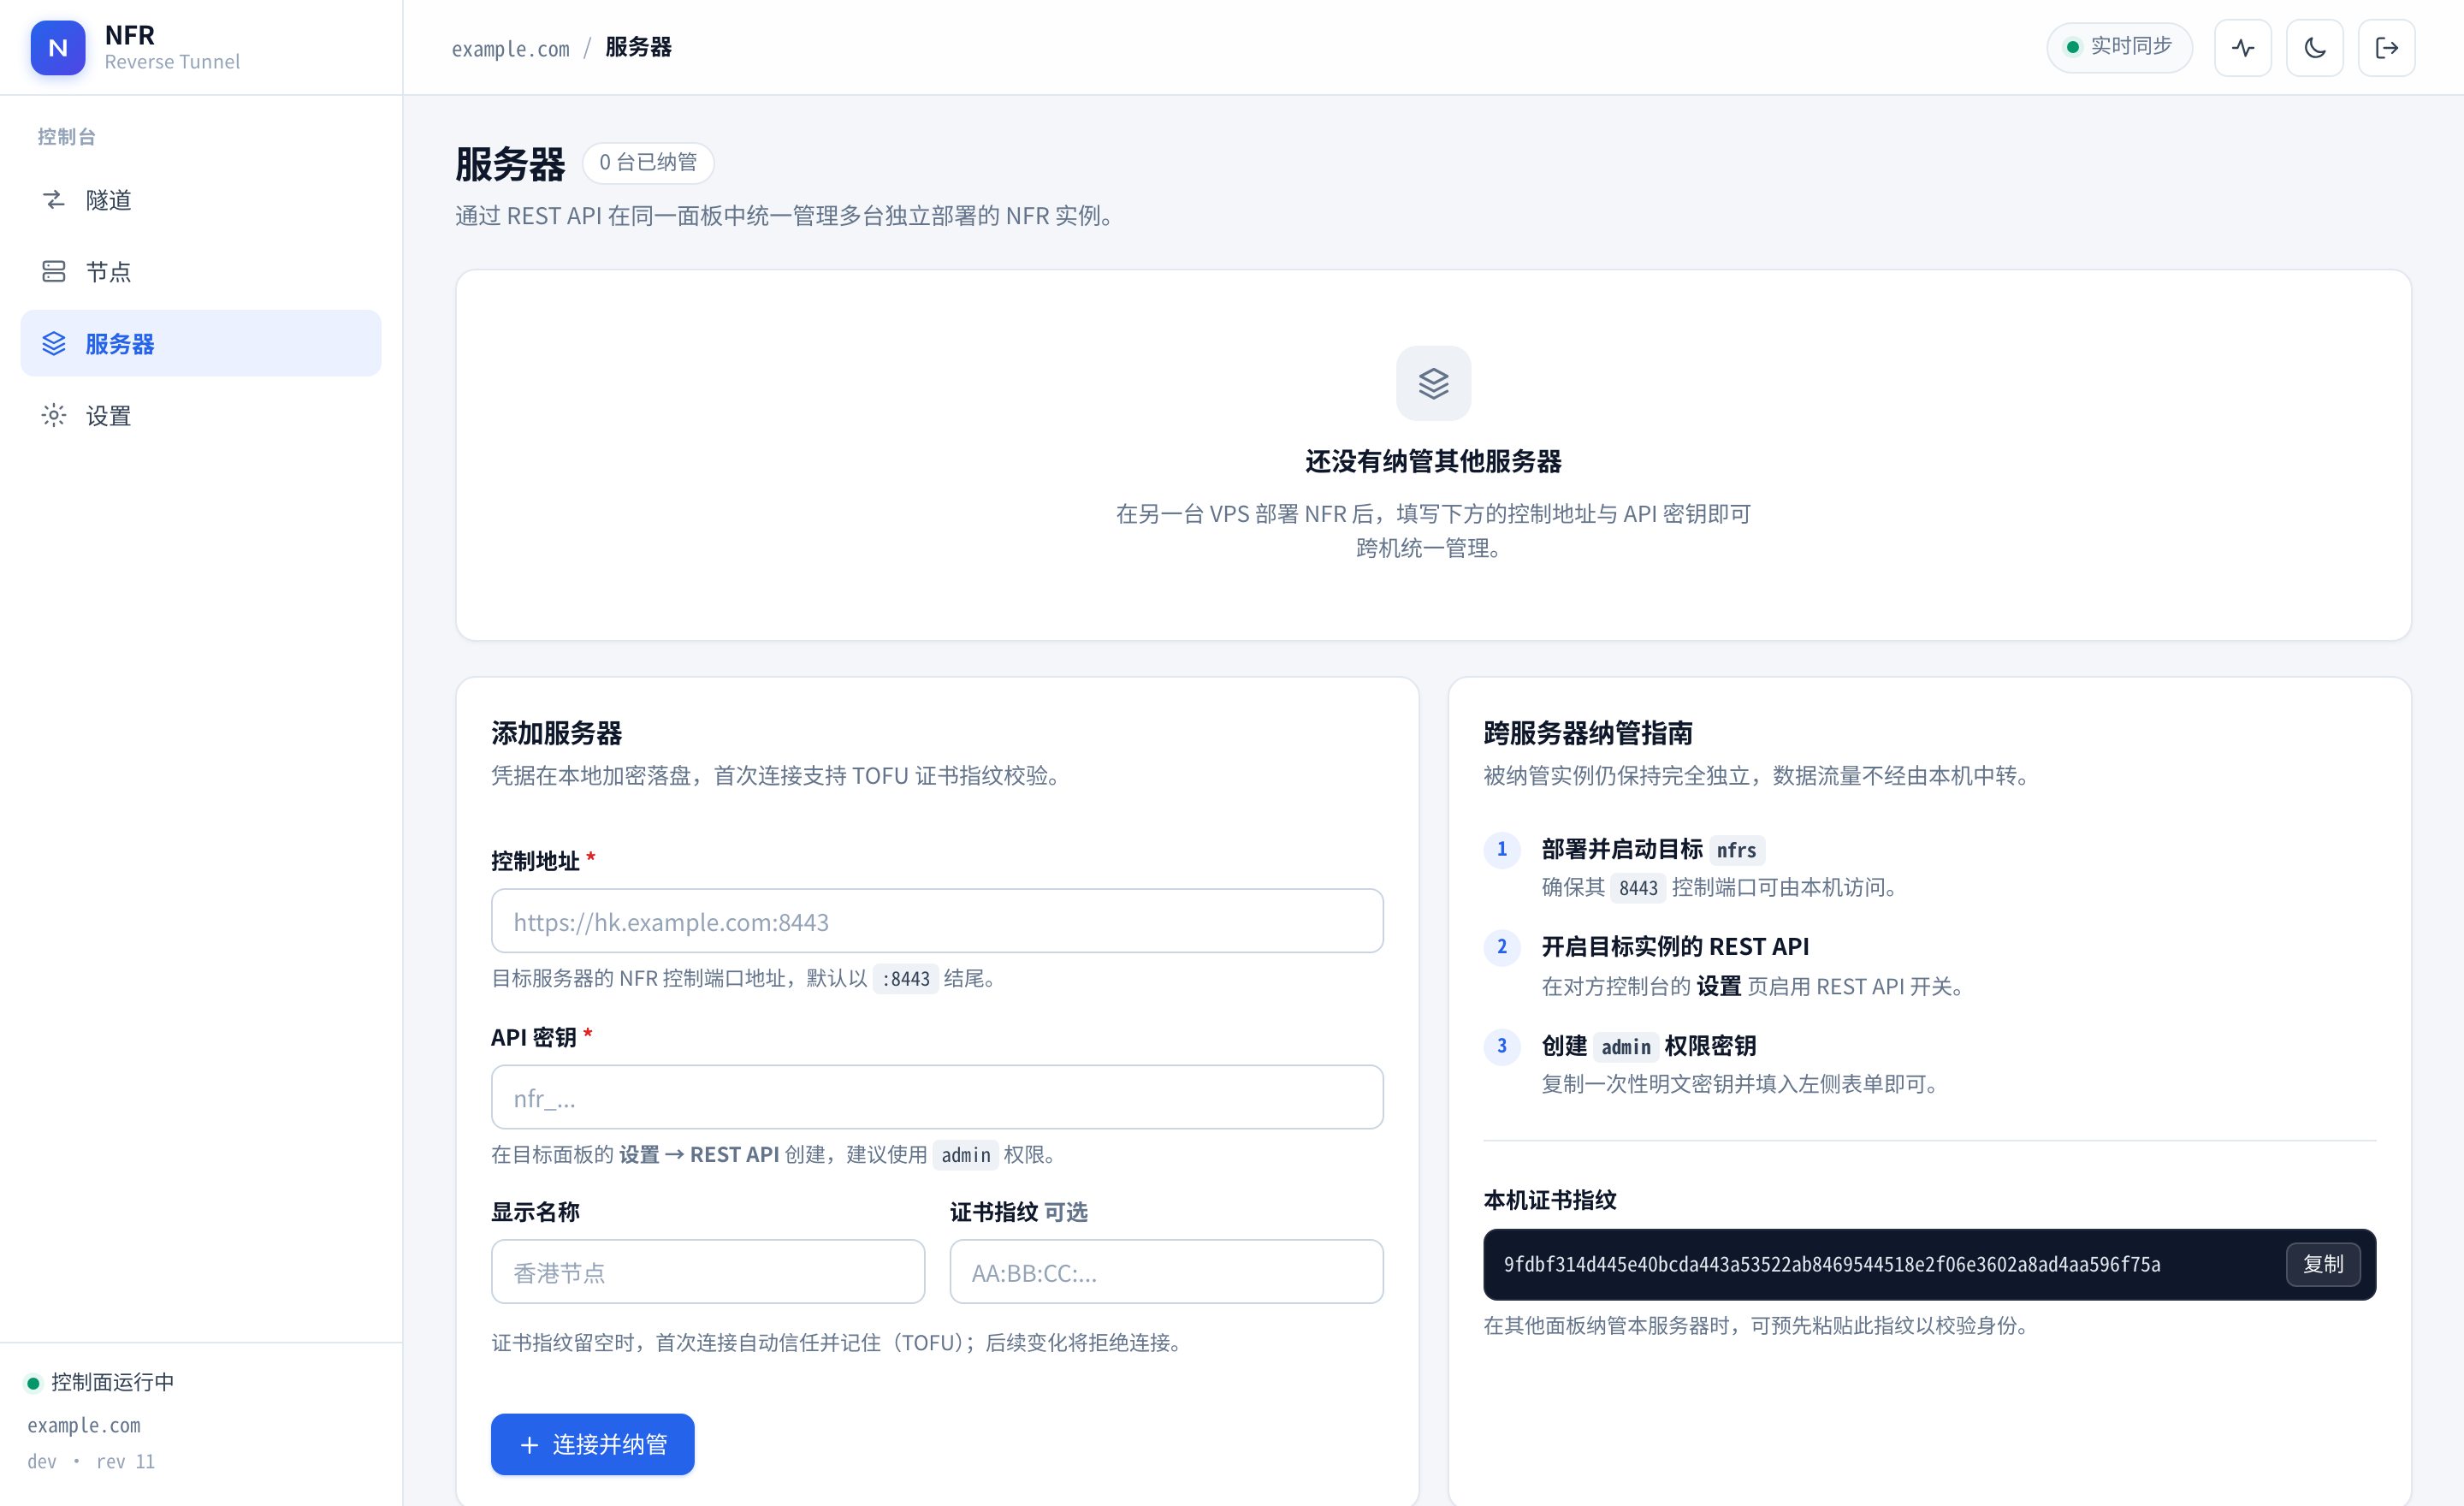 N
NFR
Reverse Tunnel
example.com / 服务器
实时同步
控制台
隧道
节点
服务器
设置
服务器
0 台已纳管
通过 REST API 在同一面板中统一管理多台独立部署的 NFR 实例。
还没有纳管其他服务器
在另一台 VPS 部署 NFR 后，填写下方的控制地址与 API 密钥即可
跨机统一管理。
添加服务器
凭据在本地加密落盘，首次连接支持 TOFU 证书指纹校验。
控制地址 *
https://hk.example.com:8443
目标服务器的 NFR 控制端口地址，默认以 :8443 结尾。
API 密钥 *
nfr_...
在目标面板的 设置 → REST API 创建，建议使用 admin 权限。
显示名称
香港节点
证书指纹 可选
AA:BB:CC:...
证书指纹留空时，首次连接自动信任并记住（TOFU）；后续变化将拒绝连接。
+ 连接并纳管
跨服务器纳管指南
被纳管实例仍保持完全独立，数据流量不经由本机中转。
1 部署并启动目标 nfrs
确保其 8443 控制端口可由本机访问。
2 开启目标实例的 REST API
在对方控制台的 设置 页启用 REST API 开关。
3 创建 admin 权限密钥
复制一次性明文密钥并填入左侧表单即可。
本机证书指纹
9fdbf314d445e40bcda443a53522ab8469544518e2f06e3602a8ad4aa596f75a
复制
在其他面板纳管本服务器时，可预先粘贴此指纹以校验身份。
控制面运行中
example.com
dev • rev 11